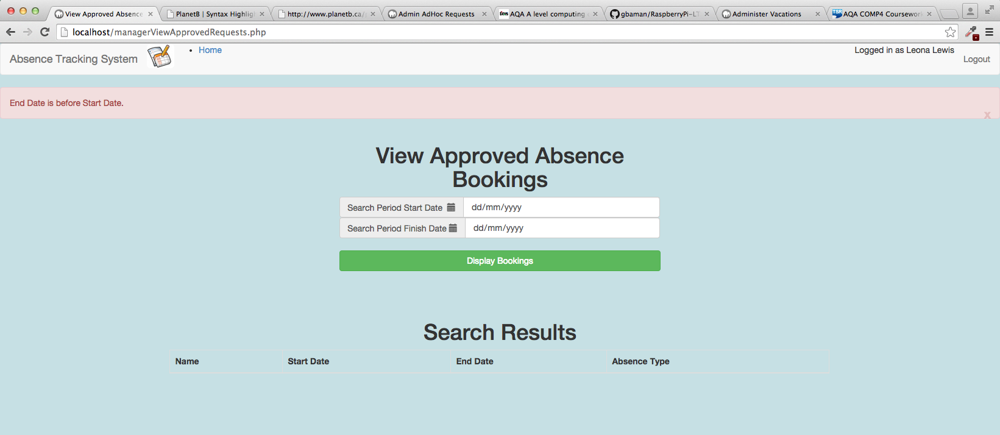 View Approved Absence
PlanetB | Syntax Highlig
http://www.planetb.ca/
Admin AdHoc Requests
tes AQA A level computing
gbaman/RaspberryPi-LT
Administer Vacations
TSR AQA COMP4 Coursework
localhost/managerViewApprovedRequests.php
Absence Tracking System
Home
Logged in as Leona Lewis
Logout
End Date is before Start Date.
x
View Approved Absence
Bookings
Search Period Start Date dd/mm/yyyy
Search Period Finish Date dd/mm/yyyy
Display Bookings
Search Results
Name Start Date End Date Absence Type